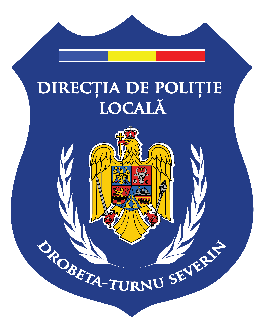 DIRECȚIA DE POLIȚIE
LOCALĂ
DROBETA-TURNU SEVERIN